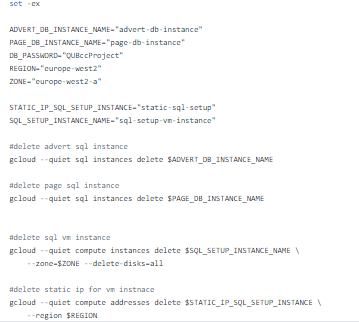 set -ex
ADVERT_DB_INSTANCE_NAME="advert-db-instance"
PAGE_DB_INSTANCE_NAME="page-db-instance"
DB_PASSWORD="QUBccProject"
REGION="europe-west2"
ZONE="europe-west2-a"
STATIC_IP_SQL_SETUP_INSTANCE="static-sql-setup"
SQL_SETUP_INSTANCE_NAME="sql-setup-vm-instance"
#delete advert sql instance
gcloud --quiet sql instances delete $ADVERT_DB_INSTANCE_NAME
#delete page sql instance
gcloud --quiet sql instances delete $PAGE_DB_INSTANCE_NAME
#delete sql vm instance
gcloud --quiet compute instances delete $SQL_SETUP_INSTANCE_NAME \
--zone=$ZONE --delete-disks=all
#delete static ip for vm instnace
gcloud --quiet compute addresses delete $STATIC_IP_SQL_SETUP_INSTANCE \
--region $REGION